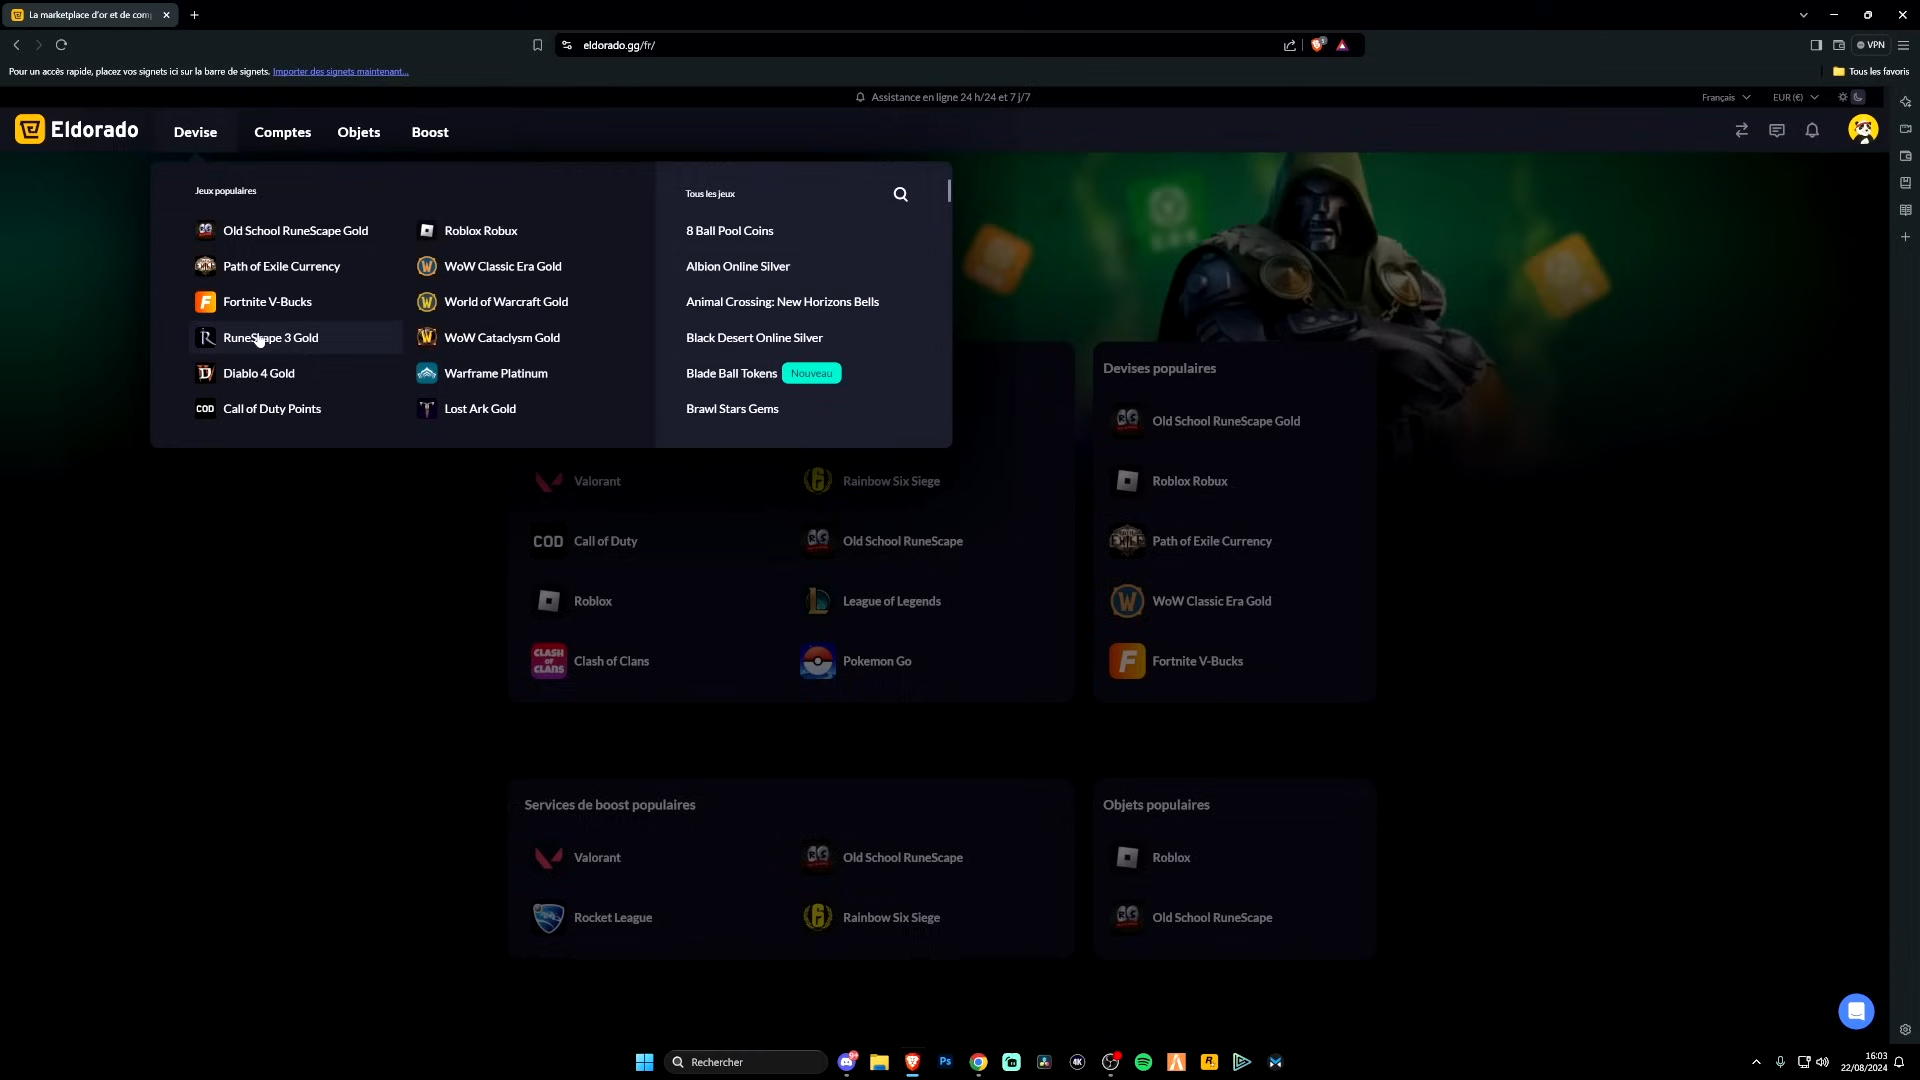 La marketplace d'or et de com
eldorado.gg/fr/
VPN
Pour un accès rapide, placez vos signets ici sur la barre de signets. Importer des signets maintenant...
Tous les favoris
Assistance en ligne 24 h/24 et 7 j/7
Français
EUR (€)
Eldorado
Devise
Comptes
Objets
Boost
Jeux populaires
Old School RuneScape Gold
Path of Exile Currency
Fortnite V-Bucks
RuneScape 3 Gold
Diablo 4 Gold
COD Call of Duty Points
Roblox Robux
WoW Classic Era Gold
World of Warcraft Gold
WoW Cataclysm Gold
Warframe Platinum
Lost Ark Gold
Tous les jeux
8 Ball Pool Coins
Albion Online Silver
Animal Crossing: New Horizons Bells
Black Desert Online Silver
Blade Ball Tokens Nouveau
Brawl Stars Gems
Valorant
COD Call of Duty
Roblox
CLASH OF CLANS Clash of Clans
Rainbow Six Siege
Old School RuneScape
League of Legends
Pokemon Go
Devises populaires
Old School RuneScape Gold
Roblox Robux
Path of Exile Currency
WoW Classic Era Gold
Fortnite V-Bucks
Services de boost populaires
Valorant
Rocket League
Old School RuneScape
Rainbow Six Siege
Objets populaires
Roblox
Old School RuneScape
Rechercher
Ps
4K
16:03
22/08/2024